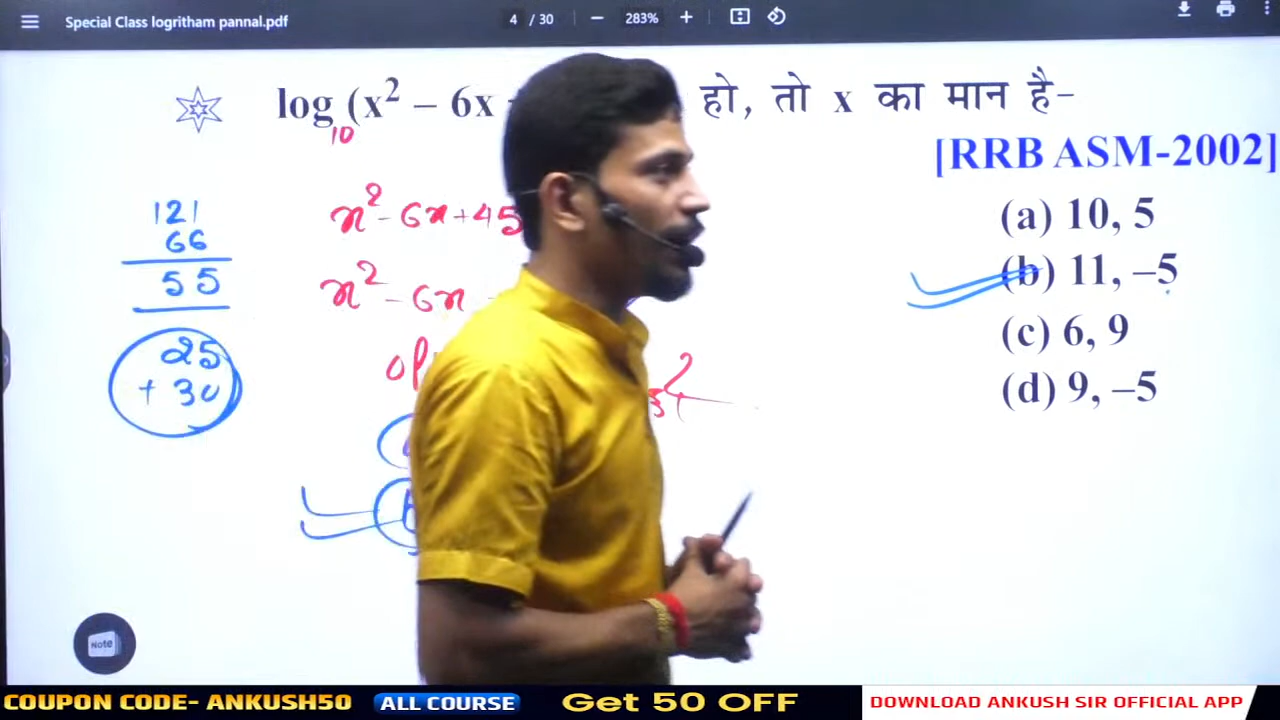 Special Class logritham pannal.pdf
4 / 30
283%
log (x² – 6x हो, तो x का मान है-
10
[RRB ASM-2002]
121
66
55
25
+ 30
x² - 6x + 45
x² - 6x
(a) 10, 5
(b) 11, –5
(c) 6, 9
(d) 9, –5
Note
COUPON CODE- ANKUSH50
ALL COURSE
Get 50 OFF
DOWNLOAD ANKUSH SIR OFFICIAL APP